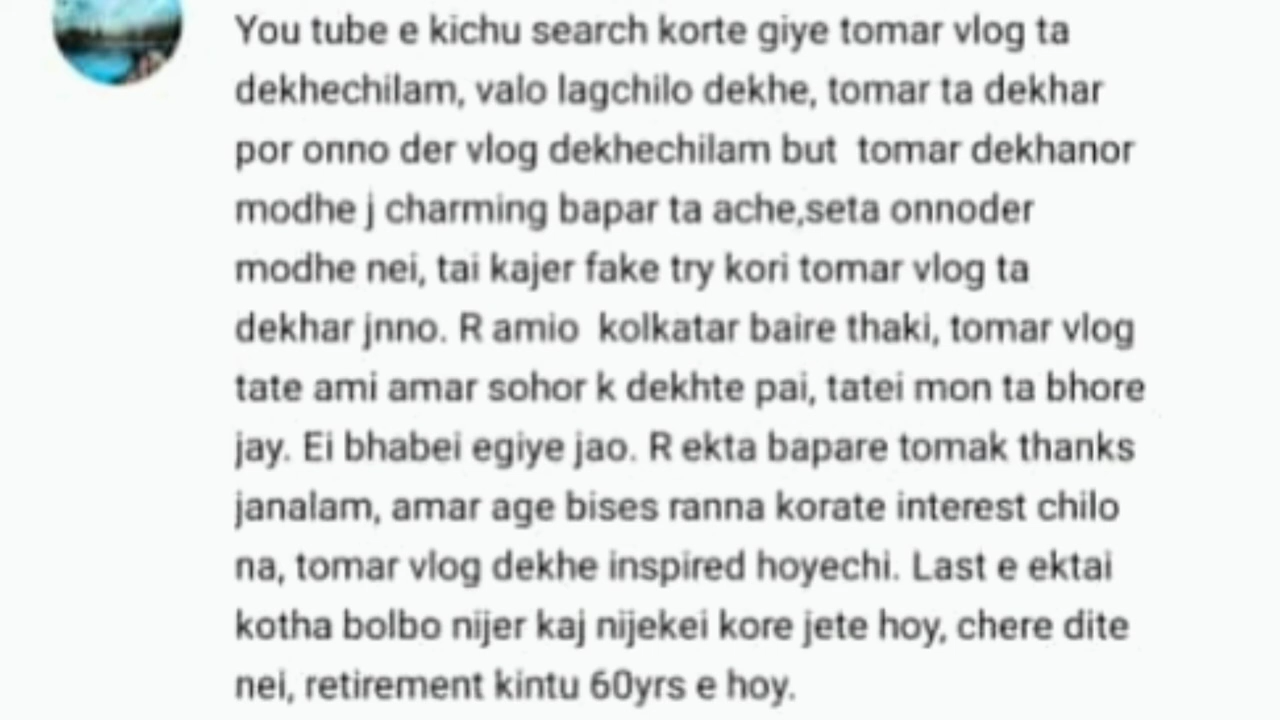 You tube e kichu search korte giye tomar vlog ta
dekhechilam, valo lagchilo dekhe, tomar ta dekhar
por onno der vlog dekhechilam but  tomar dekhanor
modhe j charming bapar ta ache,seta onnoder
modhe nei, tai kajer fake try kori tomar vlog ta
dekhar jnno. R amio  kolkatar baire thaki, tomar vlog
tate ami amar sohor k dekhte pai, tatei mon ta bhore
jay. Ei bhabei egiye jao. R ekta bapare tomak thanks
janalam, amar age bises ranna korate interest chilo
na, tomar vlog dekhe inspired hoyechi. Last e ektai
kotha bolbo nijer kaj nijekei kore jete hoy, chere dite
nei, retirement kintu 60yrs e hoy.